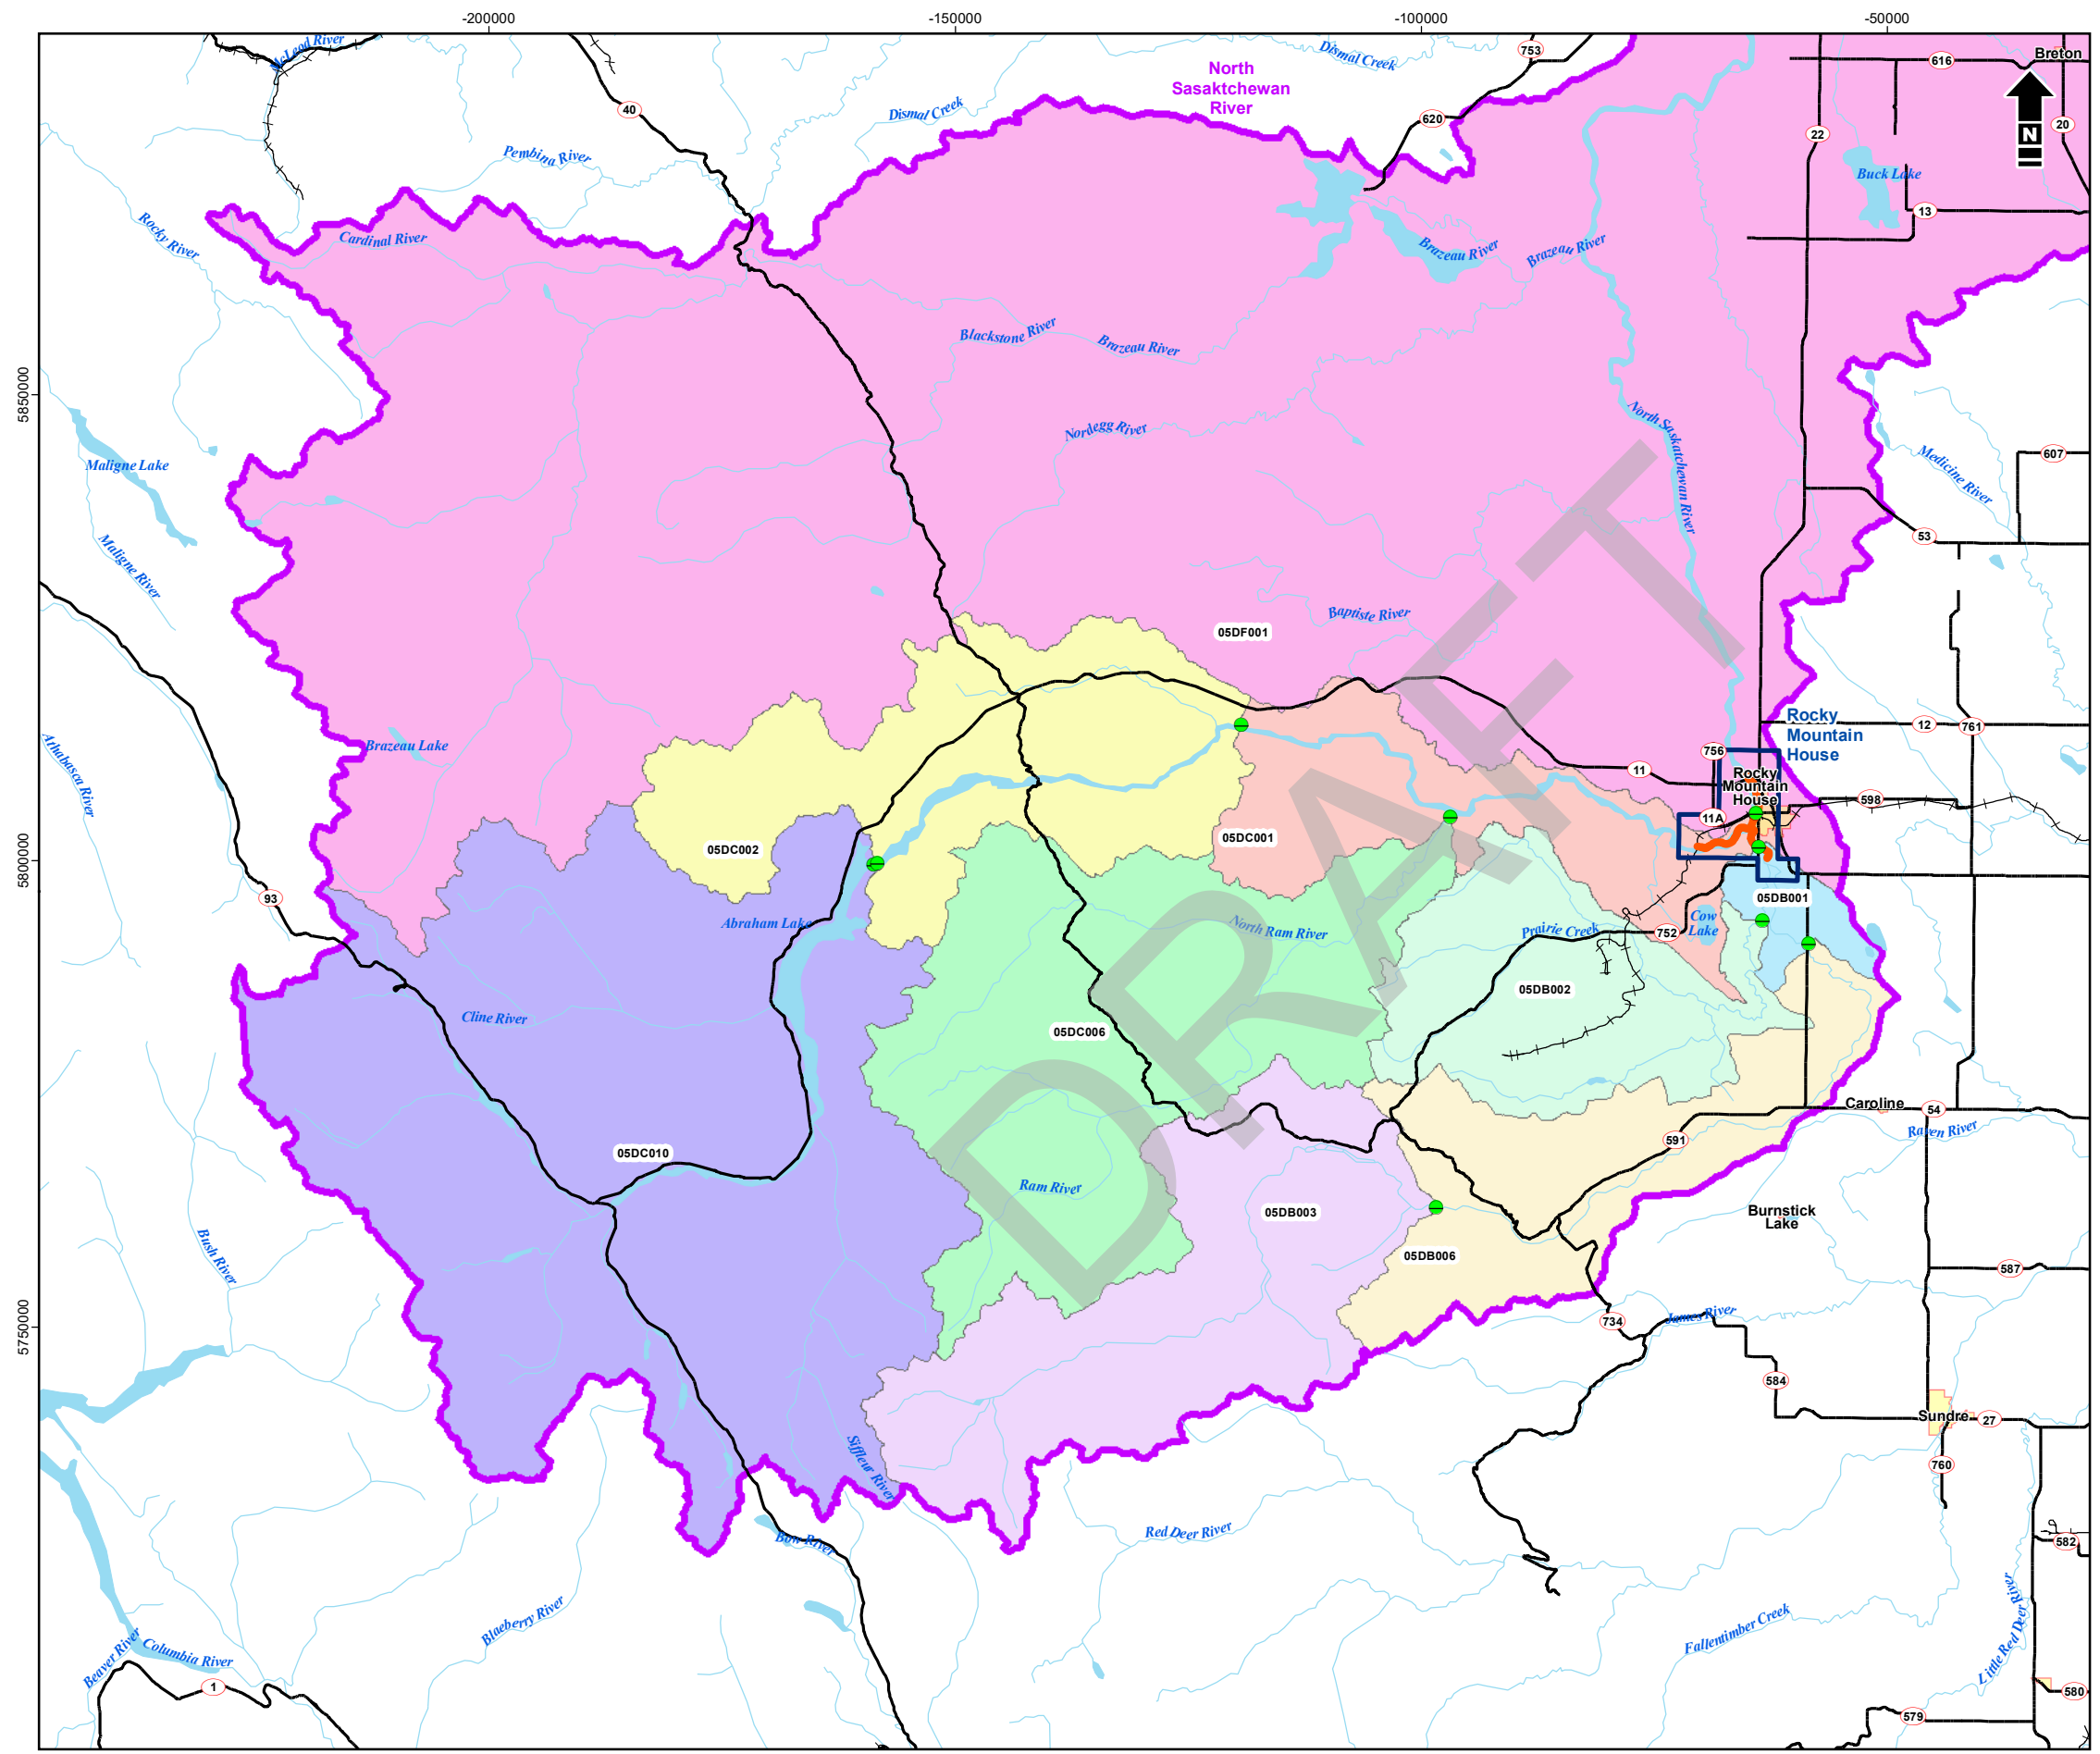 -200000
-150000
-100000
-50000
5850000
5800000
5750000
McLeod River
40
Dismal Creek
753
616
Breton
North
Sasaktchewan
River
Dismal Creek
620
22
20
N
Pembina River
Buck Lake
13
Rocky River
Cardinal River
Brazeau River
Brazeau River
Blackstone River
Brazeau River
Nordegg River
North Saskatchewan River
Maligne Lake
607
Medicine River
53
Maligne River
Baptiste River
05DF001
Athabasca River
Brazeau Lake
Rocky
Mountain
House
12
761
756
11
Rocky
Mountain
House
598
11A
05DC001
05DC002
93
05DB001
Abraham Lake
North Ram River
Prairie Creek
752
Cow
Lake
05DB002
Cline River
05DC006
DRAFT
Caroline
54
591
Raven River
05DC010
Ram River
05DB003
Burnstick
Lake
05DB006
Bush River
587
734
James River
584
Sundre
27
Siffleur River
760
Bow River
Red Deer River
582
Blaeberry River
Fallentimber Creek
Little Red Deer River
Beaver River
Columbia River
1
580
579